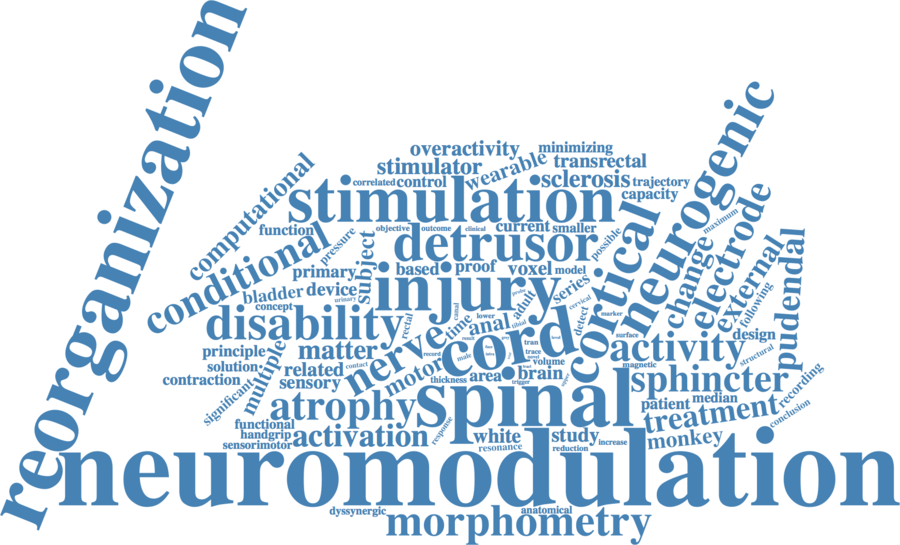 reorganization
neurogenic
overactivity
minimizing
computational
stimulator
wearable
transrectal
correlated
control
sclerosis
trajectory
stimulation
capacity
function
conditional
pressure
objective
outcome
clinical
current
smaller
possible
cortical
maximum
electrode
detrusor
change
external
pudendal
primary
subject
based
proof
voxel
model
bladder
device
injury
series
following
urinary
concept
canal
probe
adult
cervical
disability
rectal
nerve
time
lower
anal
tibial
cord
detect
marker
surface
activity
design
principle
matter
structural
solution
multiple
related
contact
record
motor
male
tran
trace
volume
magnetic
contraction
sensory
thickness
area
trigger
brain
upper
spinal
sphincter
recording
significant
atrophy
patient
median
treatment
conclusion
functional
handgrip
sensorimotor
activation
response
white
resonance
study
reduction
increase
monkey
neuromodulation
dyssynergic
morphometry
anatomical